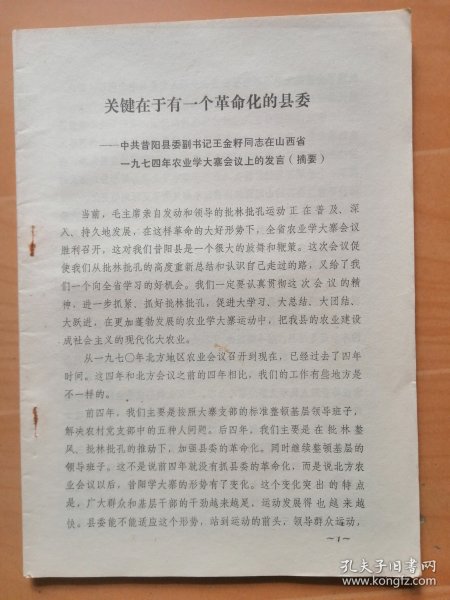 关键在于有一个革命化的县委
——中共昔阳县委副书记王金籽同志在山西省
一九七四年农业学大寨会议上的发言（摘要）
当前，毛主席亲自发动和领导的批林批孔运动正在普及、深
入、持久地发展，在这样革命的大好形势下，全省农业学大寨会议
胜利召开，这对我们昔阳县是一个很大的鼓舞和鞭策。这次会议促
使我们从批林批孔的高度重新总结和认识自己走过的路，又给了我
们一个向全省学习的好机会。我们一定要认真贯彻这次会议的精
神，进一步抓紧、抓好批林批孔，促进大学习、大总结、大团结、
大跃进，在更加蓬勃发展的农业学大寨运动中，把我县的农业建设
成社会主义的现代化大农业。
从一九七〇年北方地区农业会议召开到现在，已经过去了四年
时间。这四年和北方会议之前的四年相比，我们的工作有些地方是
不一样的。
前四年，我们主要是按照大寨支部的标准整顿基层领导班子，
解决农村党支部中的五种人问题。后四年，我们主要是在批林整
风、批林批孔的推动下，加强县委的革命化。同时继续整顿基层的
领导班子。这不是说前四年就没有抓县委的革命化，而是说北方农
业会议以后，昔阳学大寨的形势有了变化。这个变化突出的特点
是，广大群众和基层干部的干劲越来越足，运动发展得也越来越
快。县委能不能适应这个形势，站到运动的前头，领导群众运动，
~1~
孔夫子旧书网
www.kongfz.com